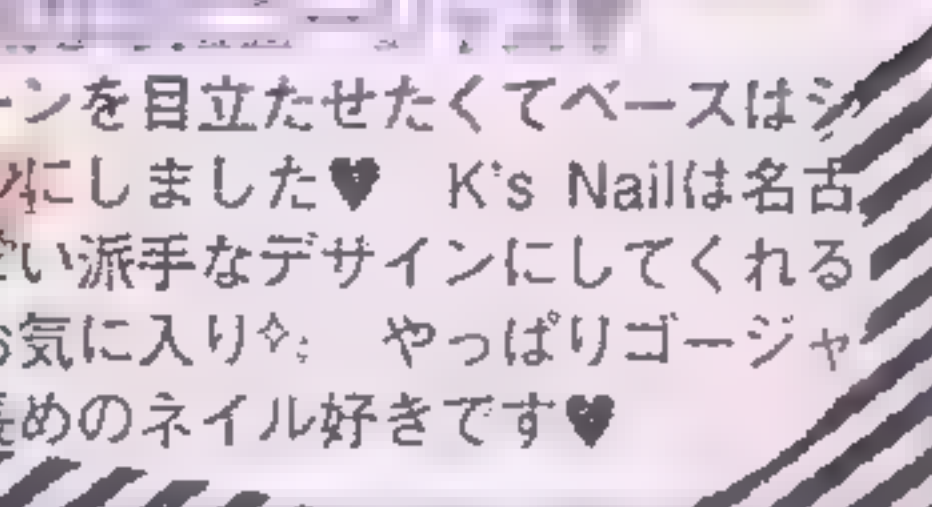 ーンを目立たせたくてベースはシ
にしました♥ K's Nailは名古
い派手なデザインにしてくれる
お気に入り✧ やっぱりゴージャ
めのネイル好きです♥